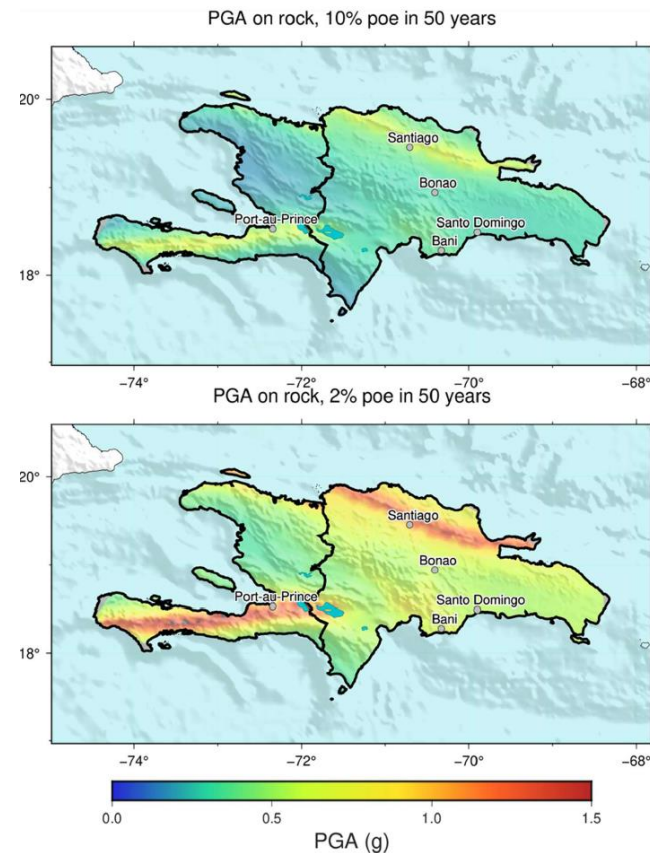 PGA on rock, 10% poe in 50 years
20°
Santiago
Bonao
Port-au-Prince
Santo Domingo
Bani
18°
−74° −72° −70° −68°
PGA on rock, 2% poe in 50 years
20°
Santiago
Bonao
Port-au-Prince
Santo Domingo
Bani
18°
−74° −72° −70° −68°
0.0 0.5 1.0 1.5
PGA (g)